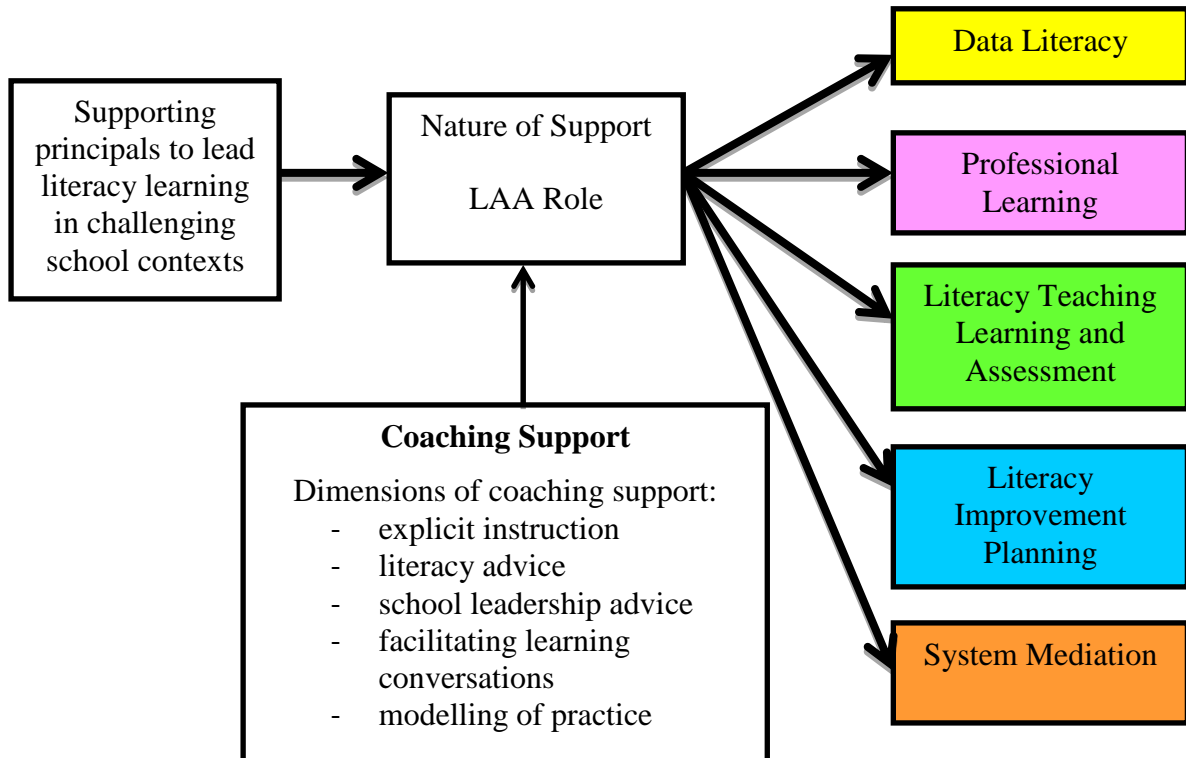 Supporting
principals to lead
literacy learning
in challenging
school contexts
Nature of Support
LAA Role
Coaching Support
Dimensions of coaching support:
- explicit instruction
- literacy advice
- school leadership advice
- facilitating learning
conversations
- modelling of practice
Data Literacy
Professional
Learning
Literacy Teaching
Learning and
Assessment
Literacy
Improvement
Planning
System Mediation